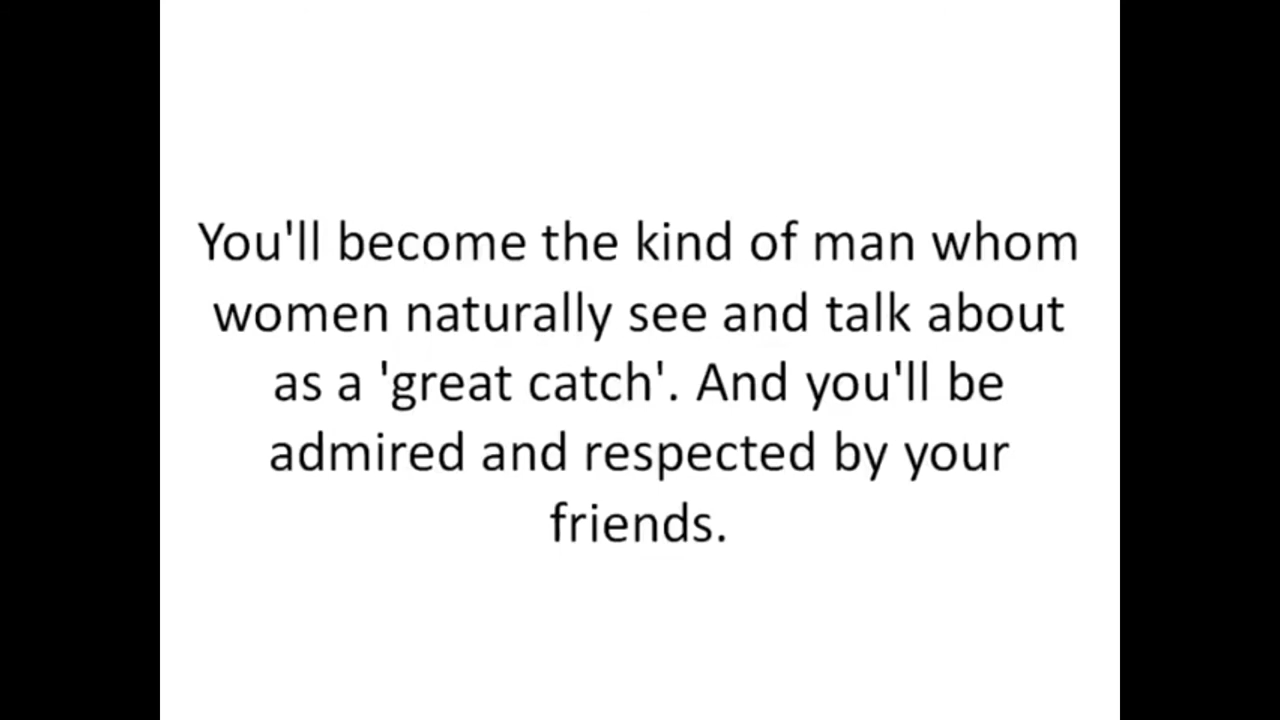 You'll become the kind of man whom
women naturally see and talk about
as a 'great catch'. And you'll be
admired and respected by your
friends.